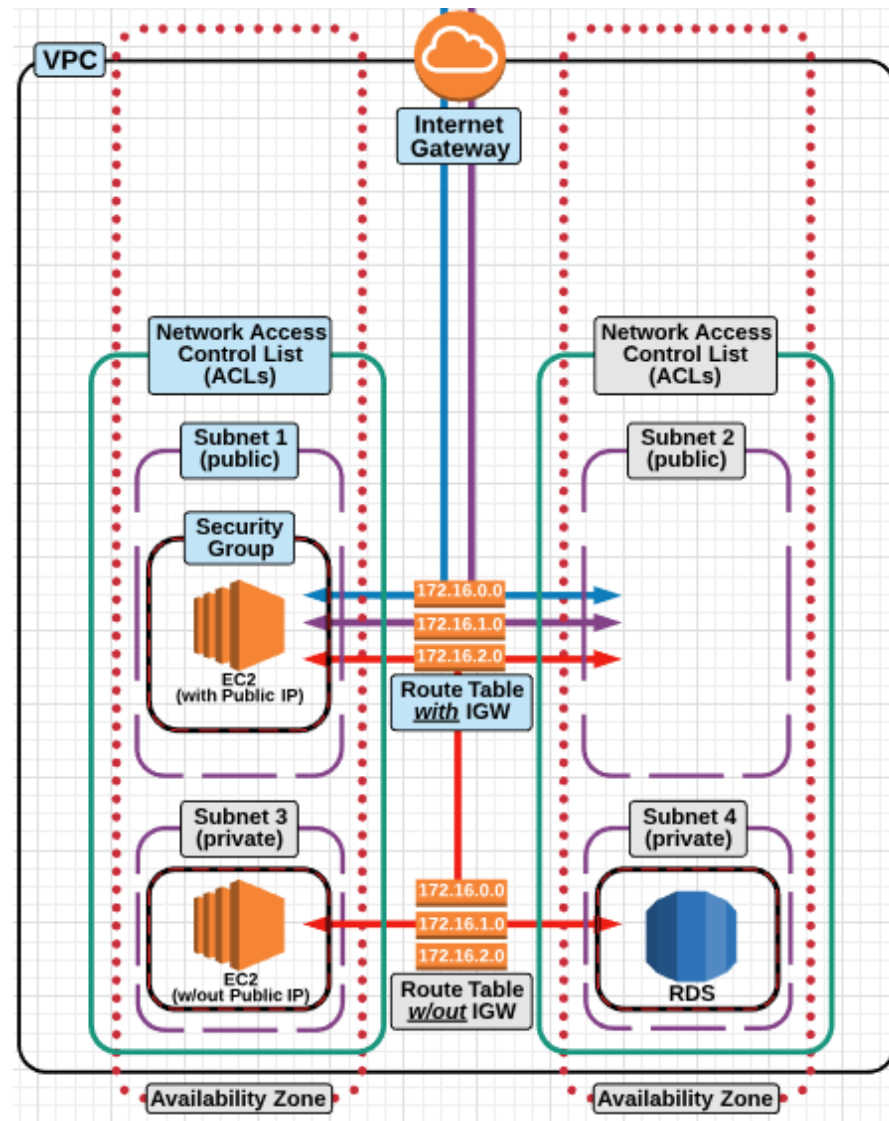 VPC
Internet
Gateway
Network Access
Control List
(ACLs)
Network Access
Control List
(ACLs)
Subnet 1
(public)
Subnet 2
(public)
Security
Group
EC2
(with Public IP)
172.16.0.0
172.16.1.0
172.16.2.0
Route Table
with IGW
Subnet 3
(private)
Subnet 4
(private)
EC2
(w/out Public IP)
172.16.0.0
172.16.1.0
172.16.2.0
Route Table
w/out IGW
RDS
Availability Zone
Availability Zone